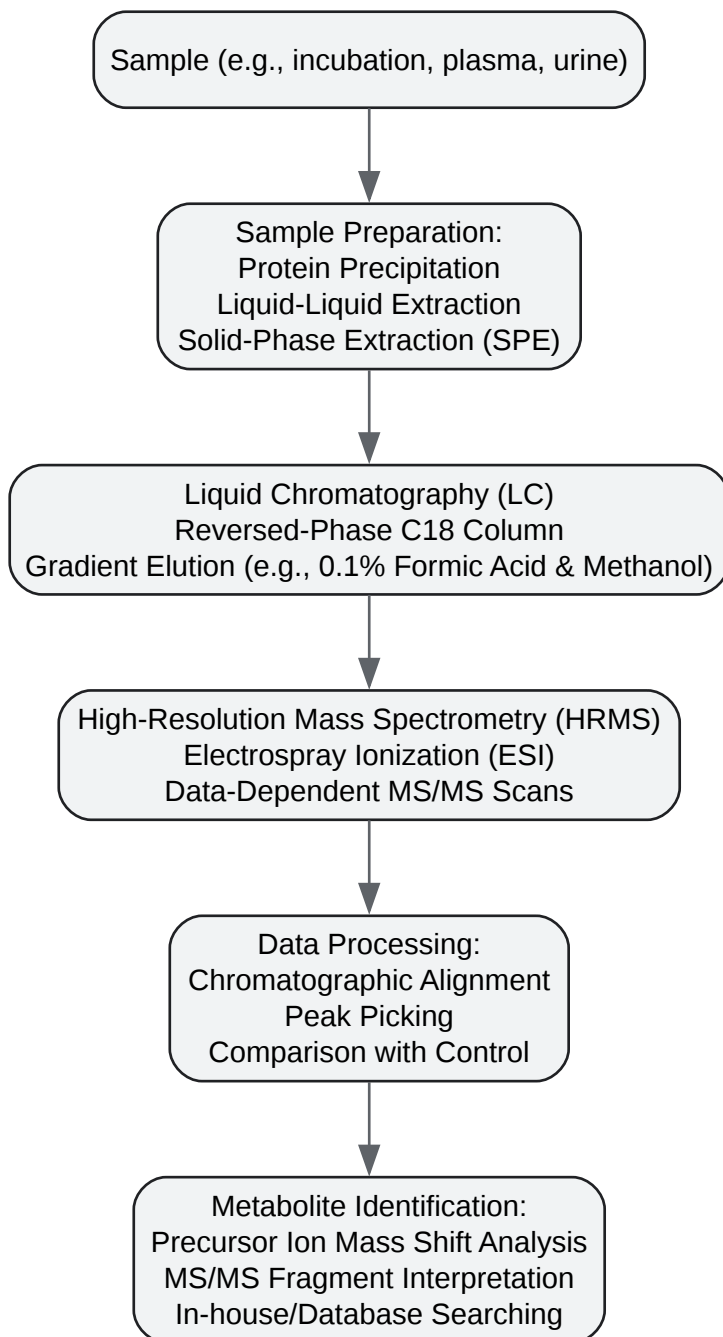 Sample (e.g., incubation, plasma, urine)
Sample Preparation:
Protein Precipitation
Liquid-Liquid Extraction
Solid-Phase Extraction (SPE)
Liquid Chromatography (LC)
Reversed-Phase C18 Column
Gradient Elution (e.g., 0.1% Formic Acid & Methanol)
High-Resolution Mass Spectrometry (HRMS)
Electrospray Ionization (ESI)
Data-Dependent MS/MS Scans
Data Processing:
Chromatographic Alignment
Peak Picking
Comparison with Control
Metabolite Identification:
Precursor Ion Mass Shift Analysis
MS/MS Fragment Interpretation
In-house/Database Searching